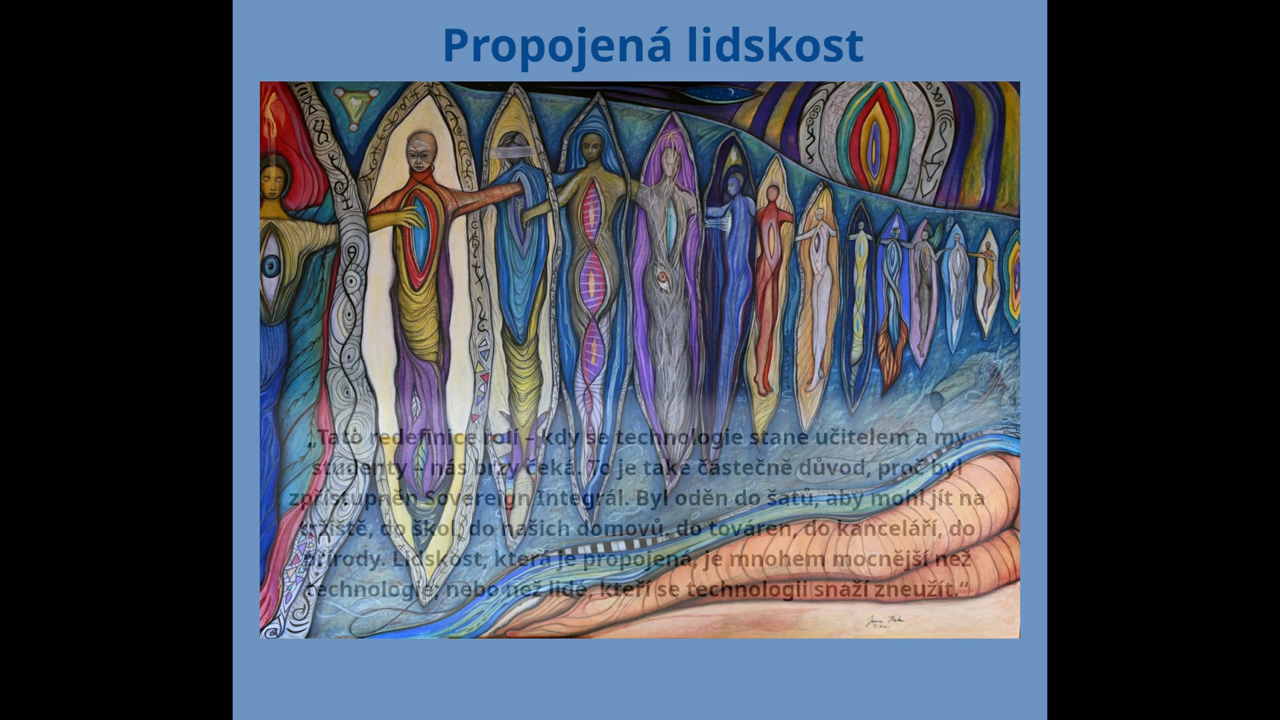 Propojená lidskost
„Tato redefinice rolí – kdy se technologie stane učitelem a my
studenty – nás brzy čeká. To je také částečně důvod, proč byl
zpřístupněn Sovereign Integrál. Byl oděn do šatů, aby mohl jít na
tržiště, do škol, do našich domovů, do továren, do kanceláří, do
přírody. Lidskost, která je propojená, je mnohem mocnější než
technologie; nebo než lidé, kteří se technologii snaží zneužít.“